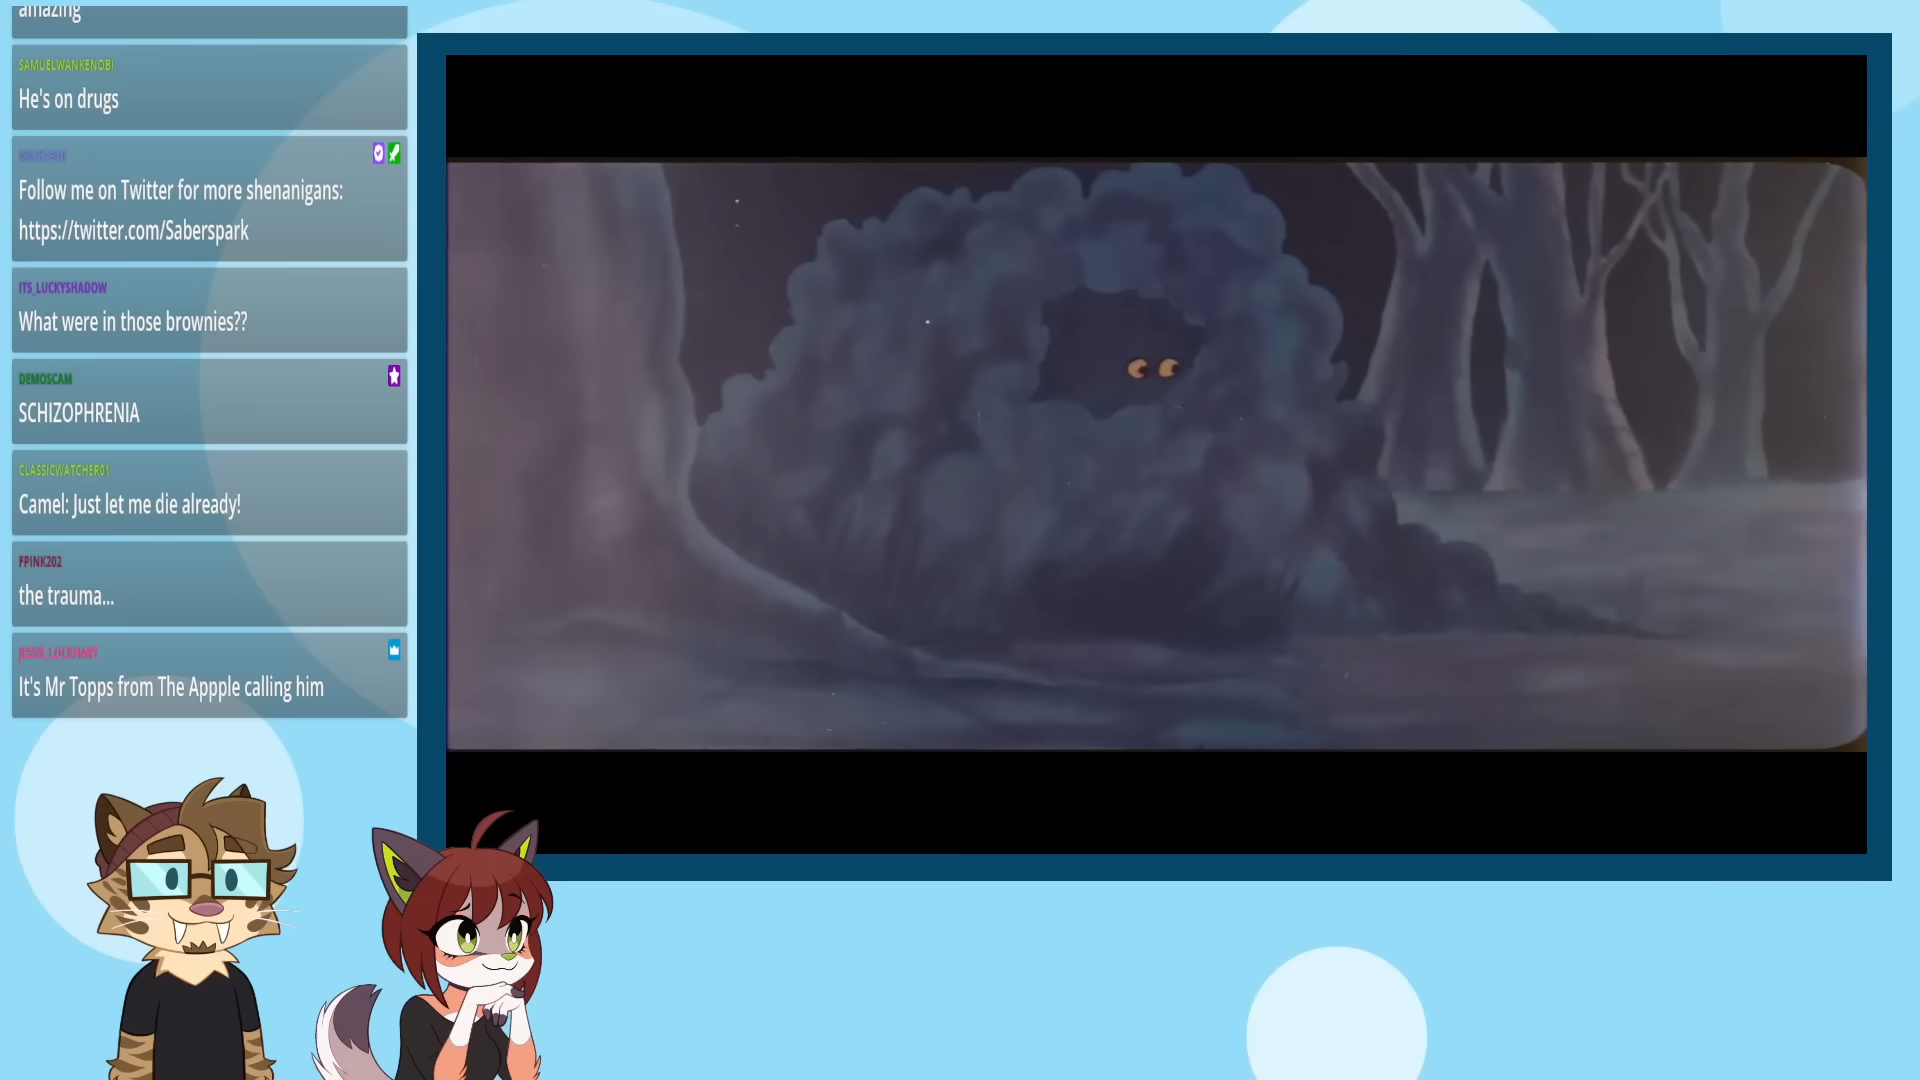 amazing
SAMUELWANKENOBI
He's on drugs
Follow me on Twitter for more shenanigans:
https://twitter.com/Saberspark
ITS_LUCKYSHADOW
What were in those brownies??
DEMOSCAM
SCHIZOPHRENIA
CLASSICWATCHER01
Camel: Just let me die already!
FPINK202
the trauma...
JESSIE_LOCKHART
It's Mr Topps from The Appple calling him